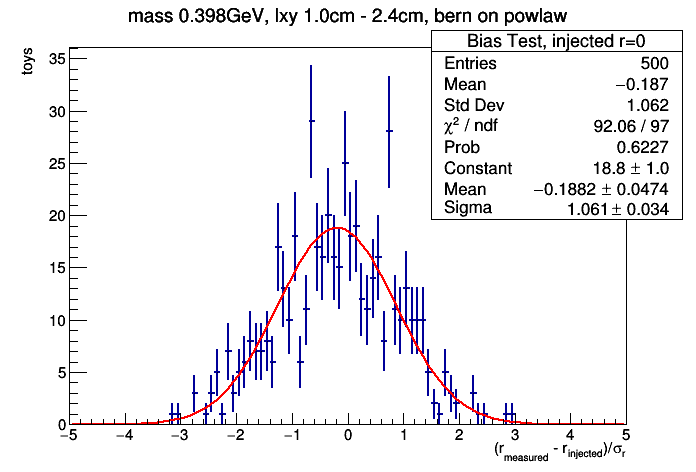 mass 0.398GeV, lxy 1.0cm - 2.4cm, bern on powlaw
Bias Test, injected r=0
Entries 500
Mean −0.187
Std Dev 1.062
χ² / ndf 92.06 / 97
Prob 0.6227
Constant 18.8 ± 1.0
Mean −0.1882 ± 0.0474
Sigma 1.061 ± 0.034
toys
35
30
25
20
15
10
5
0
−5 −4 −3 −2 −1 0 1 2 3 4 5
(r_measured - r_injected)/σ_r